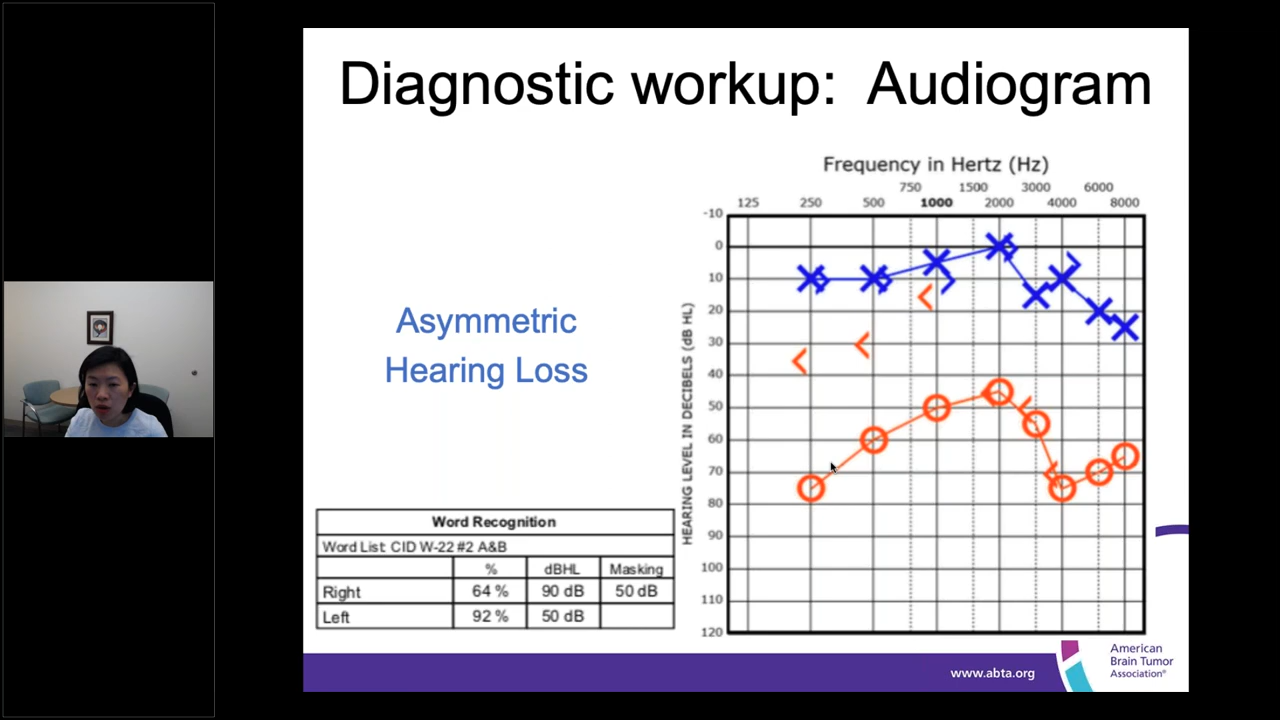 Diagnostic workup: Audiogram
Asymmetric
Hearing Loss
Frequency in Hertz (Hz)
750 1500 3000 6000
125 250 500 1000 2000 4000 8000
HEARING LEVEL IN DECIBELS (dB HL)
-10
0
10
20
30
40
50
60
70
80
90
100
110
120
Word Recognition
Word List: CID W-22 #2 A&B
% dBHL Masking
Right 64 % 90 dB 50 dB
Left 92 % 50 dB
www.abta.org
American
Brain Tumor
Association®